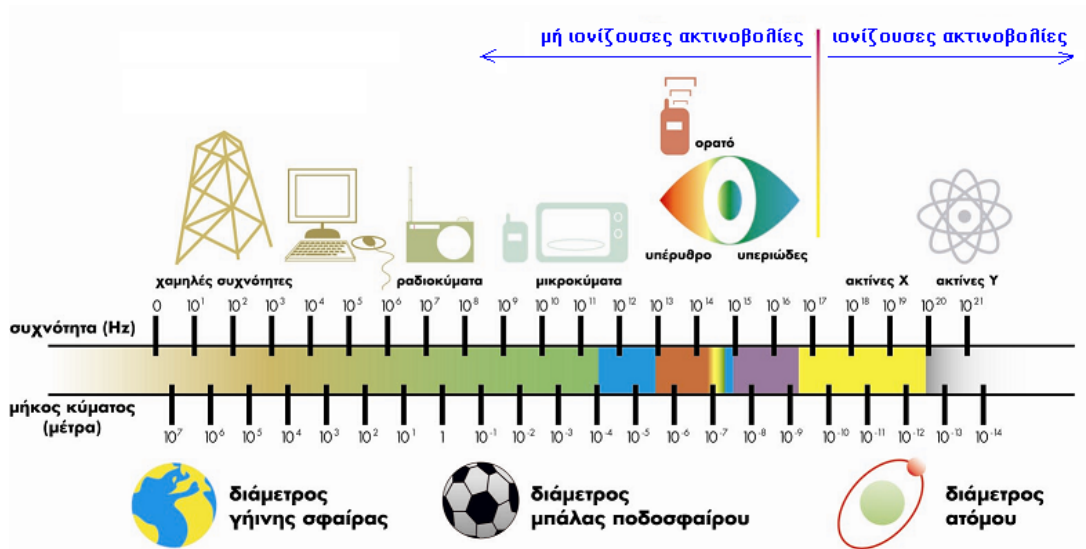 μή ιονίζουσες ακτινοβολίες ιονίζουσες ακτινοβολίες
ορατό
υπέρυθρο υπεριώδες
χαμηλές συχνότητες ραδιοκύματα μικροκύματα ακτίνες Χ ακτίνες Υ
0 10¹ 10² 10³ 10⁴ 10⁵ 10⁶ 10⁷ 10⁸ 10⁹ 10¹⁰ 10¹¹ 10¹² 10¹³ 10¹⁴ 10¹⁵ 10¹⁶ 10¹⁷ 10¹⁸ 10¹⁹ 10²⁰ 10²¹
συχνότητα (Hz)
μήκος κύματος
(μέτρα)
10⁷ 10⁶ 10⁵ 10⁴ 10³ 10² 10¹ 1 10⁻¹ 10⁻² 10⁻³ 10⁻⁴ 10⁻⁵ 10⁻⁶ 10⁻⁷ 10⁻⁸ 10⁻⁹ 10⁻¹⁰ 10⁻¹¹ 10⁻¹² 10⁻¹³ 10⁻¹⁴
διάμετρος
γήινης σφαίρας
διάμετρος
μπάλας ποδοσφαίρου
διάμετρος
ατόμου